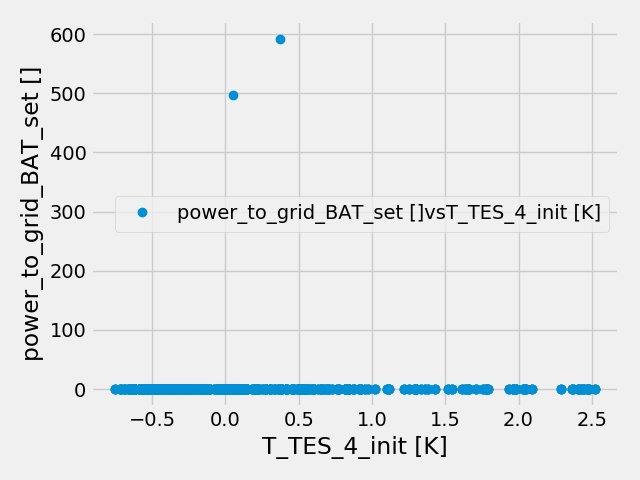 600
500
400
300
200
100
0
power_to_grid_BAT_set []
power_to_grid_BAT_set []vsT_TES_4_init [K]
−0.5 0.0 0.5 1.0 1.5 2.0 2.5
T_TES_4_init [K]